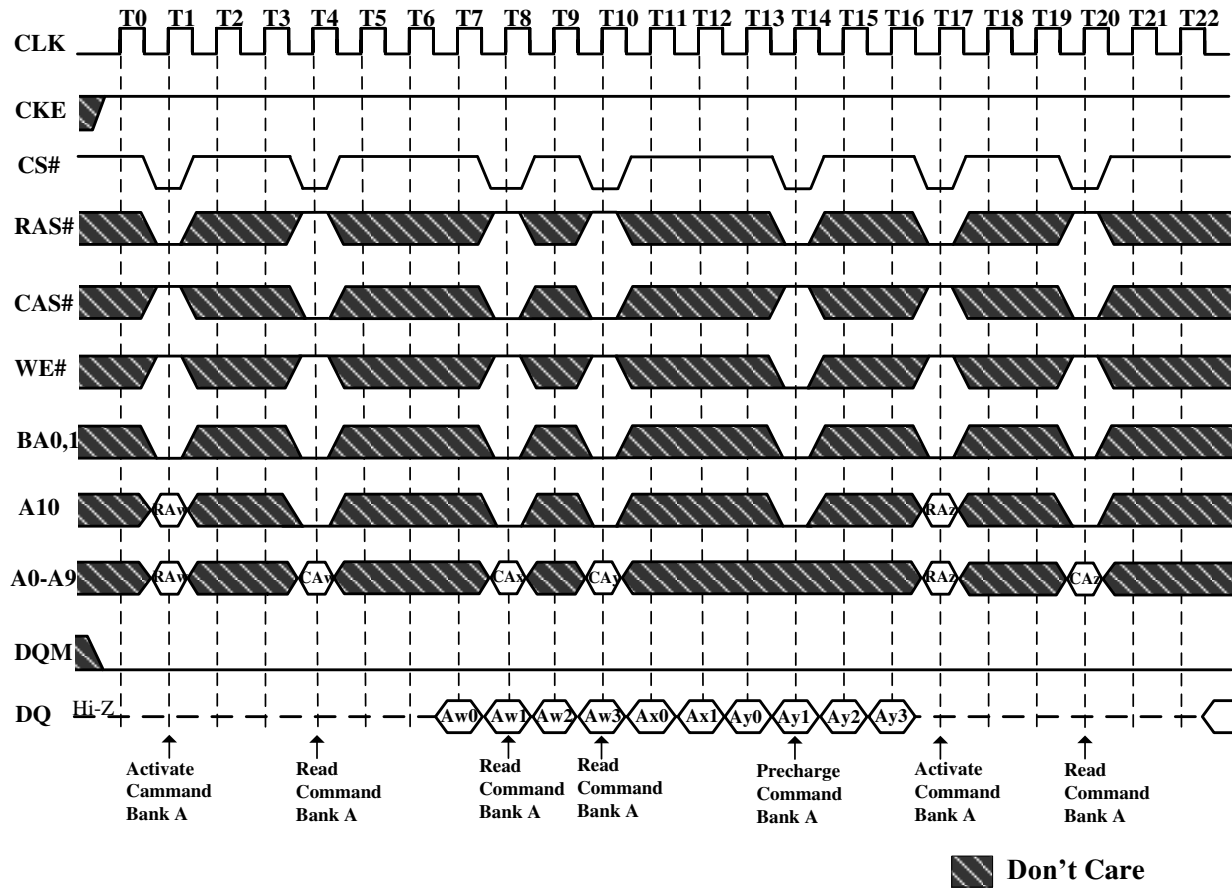 T0 T1 T2 T3 T4 T5 T6 T7 T8 T9 T10 T11 T12 T13 T14 T15 T16 T17 T18 T19 T20 T21 T22
CLK
CKE
CS#
RAS#
CAS#
WE#
BA0,1
A10 RAw RAz
A0-A9 RAw CAw CAx CAy RAz CAz
DQM
DQ Hi-Z Aw0 Aw1 Aw2 Aw3 Ax0 Ax1 Ay0 Ay1 Ay2 Ay3
Activate
Cammand
Bank A
Read
Command
Bank A
Read
Command
Bank A
Read
Command
Bank A
Precharge
Command
Bank A
Activate
Command
Bank A
Read
Command
Bank A
Don't Care